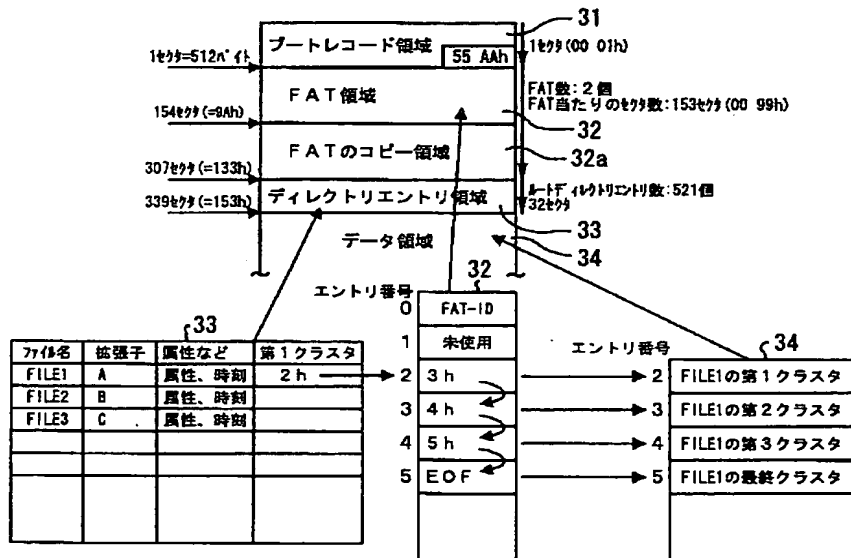 31
ブートレコード領域
1セクタ(00 01h)
1セクタ=512バイト
55 AAh
FAT領域
FAT数:2個
FAT当たりのセクタ数:153セクタ(00 99h)
154セクタ(=9Ah)
32
FATのコピー領域
32a
307セクタ(=133h)
ディレクトリエントリ領域
ルートディレクトリエントリ数:521個
32セクタ
339セクタ(=153h)
33
データ領域
34
32
エントリ番号
0 FAT-ID
1 未使用
33
ファイル名 拡張子 属性など 第1クラスタ
FILE1 A 属性、時刻 2h
FILE2 B 属性、時刻
FILE3 C 属性、時刻
2 3h
3 4h
4 5h
5 EOF
エントリ番号
34
2 FILE1の第1クラスタ
3 FILE1の第2クラスタ
4 FILE1の第3クラスタ
5 FILE1の最終クラスタ